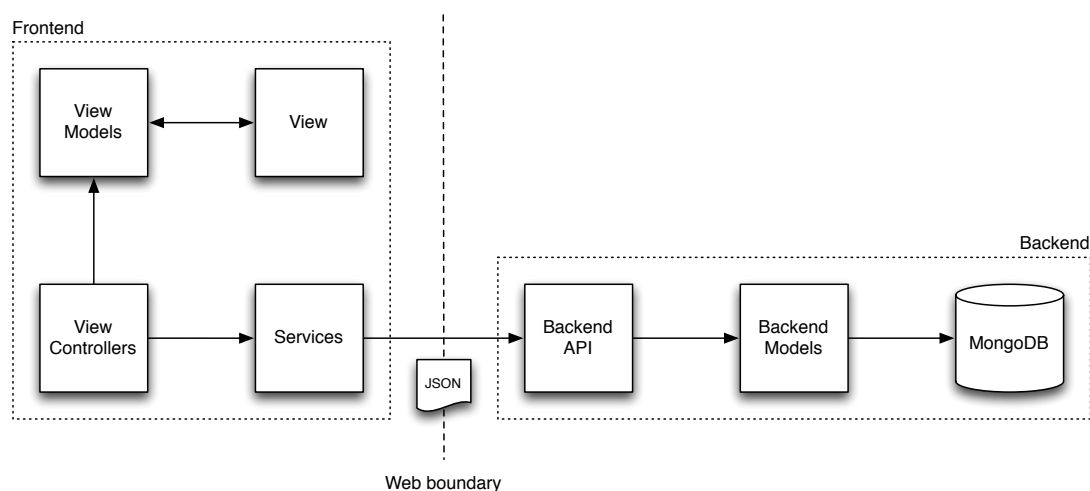 Frontend
View
Models
View
Backend
View
Controllers
Services
Backend
API
Backend
Models
MongoDB
JSON
Web boundary